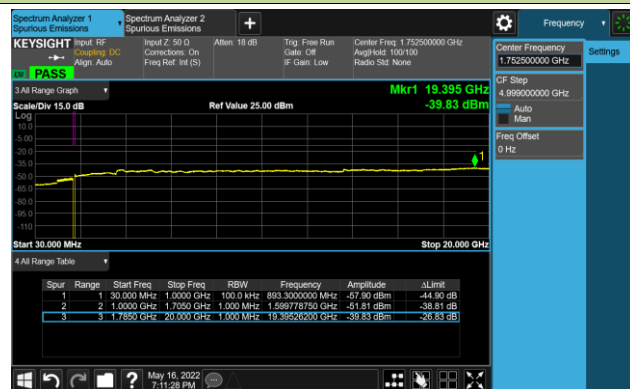 Spectrum Analyzer 1
Spurious Emissions
Spectrum Analyzer 2
Spurious Emissions
+
Frequency
KEYSIGHT
Input: RF
Coupling: DC
Align: Auto
Input Z: 50 Ω
Corrections: On
Freq Ref: Int (S)
Atten: 18 dB
Trig: Free Run
Gate: Off
IF Gain: Low
Center Freq: 1.752500000 GHz
Avg|Hold: 100/100
Radio Std: None
PASS
Center Frequency
1.752500000 GHz
Settings
CF Step
4.999000000 GHz
Auto
Man
Freq Offset
0 Hz
3 All Range Graph
Mkr1 19.395 GHz
Scale/Div 15.0 dB
Ref Value 25.00 dBm
-39.83 dBm
Log
10.0
-5.00
-20.0
-35.0
-50.0
-65.0
-80.0
-95.0
-110
1
Start 30.000 MHz
Stop 20.000 GHz
4 All Range Table
Spur Range Start Freq Stop Freq RBW Frequency Amplitude ΔLimit
1 1 30.000 MHz 1.0000 GHz 100.0 kHz 893.3000000 MHz -57.90 dBm -44.90 dB
2 2 1.0000 GHz 1.7050 GHz 1.000 MHz 1.599778750 GHz -51.81 dBm -38.81 dB
3 3 1.7850 GHz 20.000 GHz 1.000 MHz 19.39526200 GHz -39.83 dBm -26.83 dB
?
May 16, 2022
7:11:28 PM